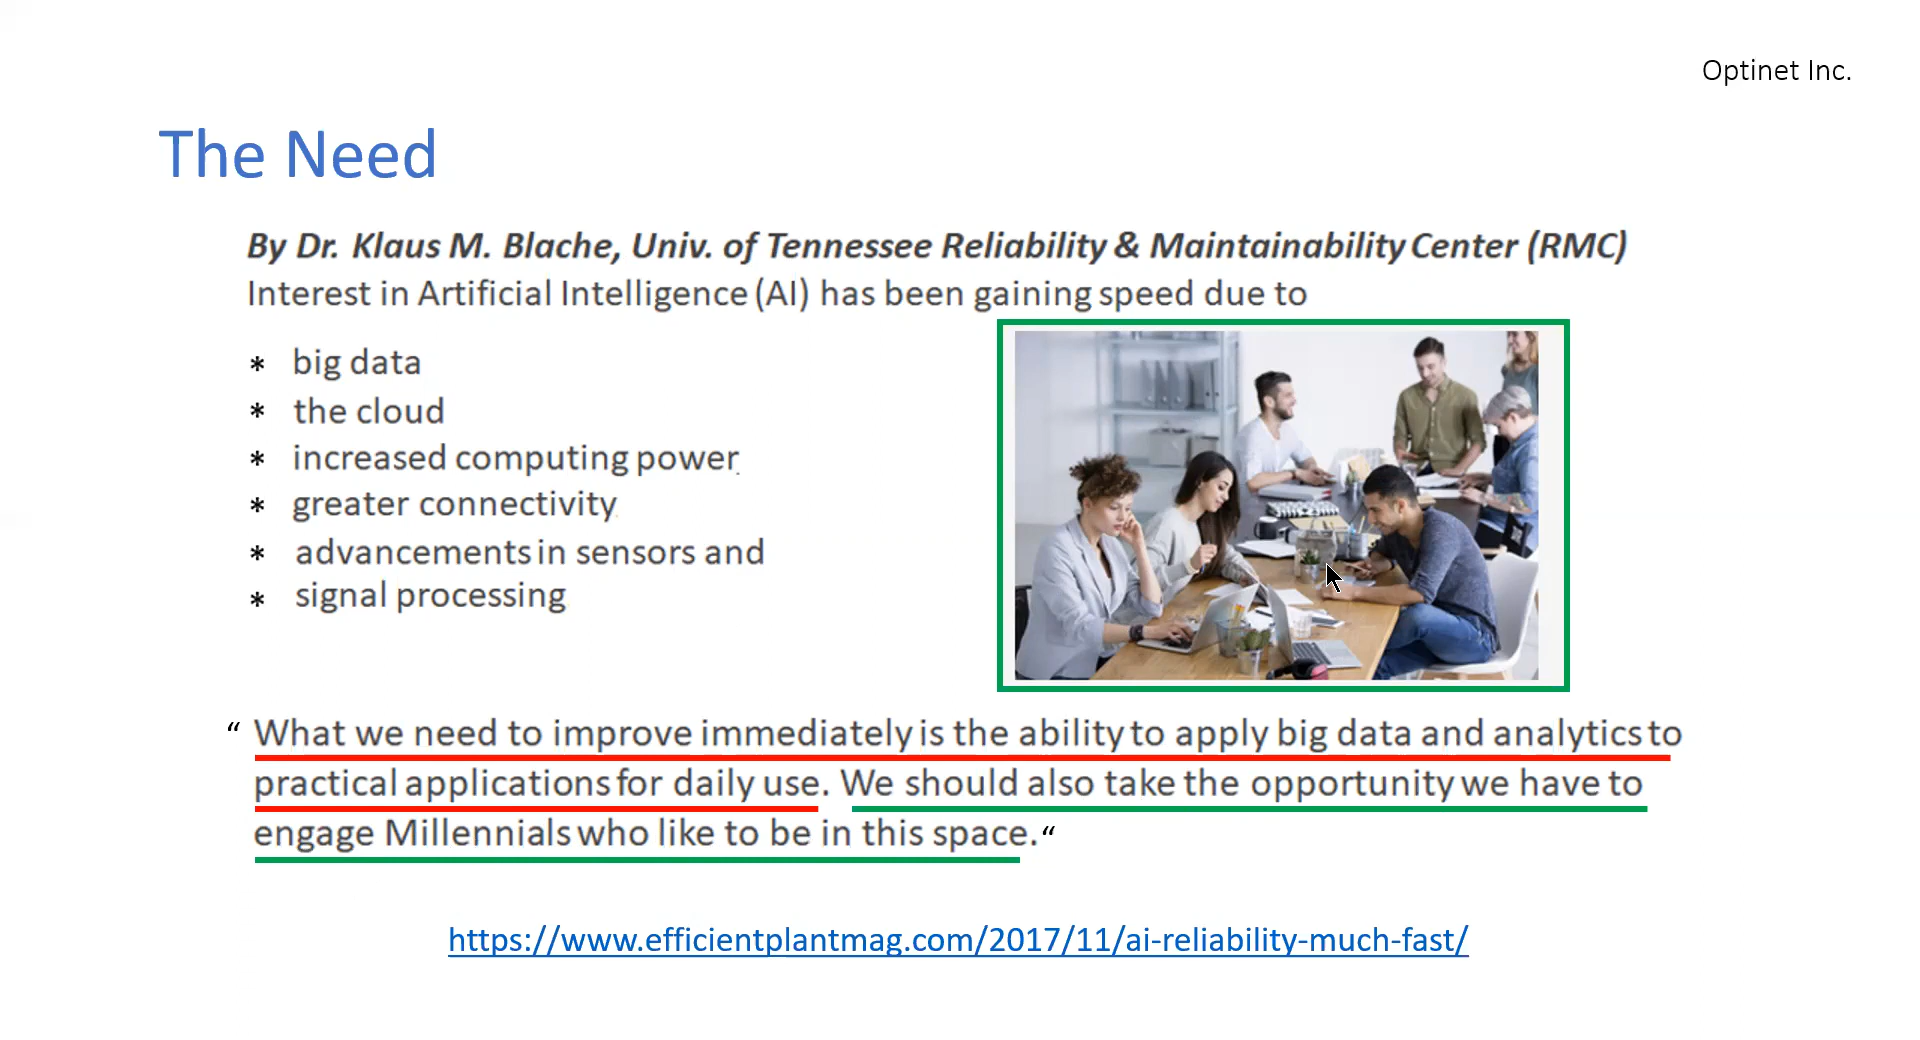 Optinet Inc.
The Need
By Dr. Klaus M. Blache, Univ. of Tennessee Reliability & Maintainability Center (RMC)
Interest in Artificial Intelligence (AI) has been gaining speed due to
* big data
* the cloud
* increased computing power
* greater connectivity
* advancements in sensors and
* signal processing
“ What we need to improve immediately is the ability to apply big data and analytics to
practical applications for daily use. We should also take the opportunity we have to
engage Millennials who like to be in this space.“
https://www.efficientplantmag.com/2017/11/ai-reliability-much-fast/